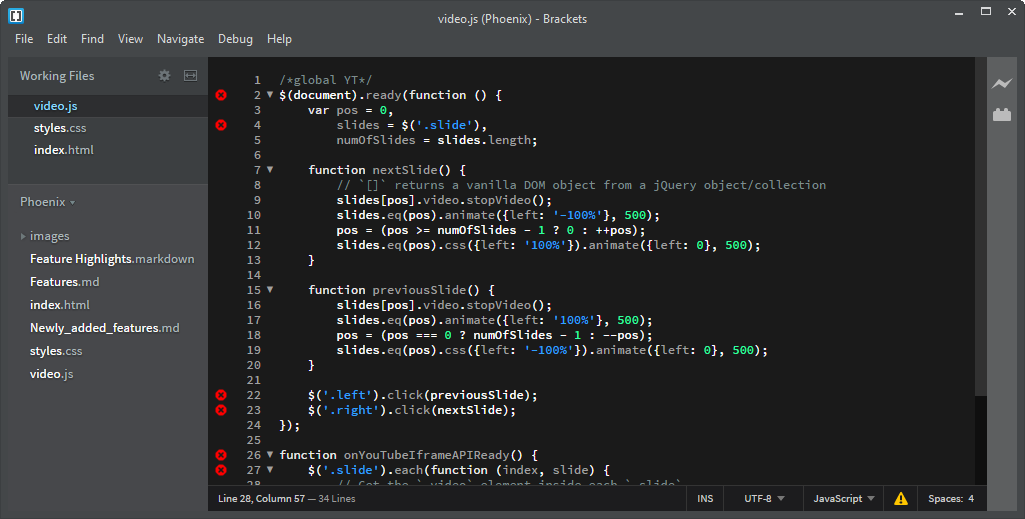 video.js (Phoenix) - Brackets
File Edit Find View Navigate Debug Help
Working Files
video.js
styles.css
index.html
Phoenix
images
Feature Highlights.markdown
Features.md
index.html
Newly_added_features.md
styles.css
video.js
1 /*global YT*/
2 $(document).ready(function () {
3 var pos = 0,
4 slides = $('.slide'),
5 numOfSlides = slides.length;
6
7 function nextSlide() {
8 // `[]` returns a vanilla DOM object from a jQuery object/collection
9 slides[pos].video.stopVideo();
10 slides.eq(pos).animate({left: '-100%'}, 500);
11 pos = (pos >= numOfSlides - 1 ? 0 : ++pos);
12 slides.eq(pos).css({left: '100%'}).animate({left: 0}, 500);
13 }
14
15 function previousSlide() {
16 slides[pos].video.stopVideo();
17 slides.eq(pos).animate({left: '100%'}, 500);
18 pos = (pos === 0 ? numOfSlides - 1 : --pos);
19 slides.eq(pos).css({left: '-100%'}).animate({left: 0}, 500);
20 }
21
22 $('.left').click(previousSlide);
23 $('.right').click(nextSlide);
24 });
25
26 function onYouTubeIframeAPIReady() {
27 $('.slide').each(function (index, slide) {
28 // Get the `.video` element inside each `.slide`
Line 28, Column 57 — 34 Lines
INS UTF-8 JavaScript Spaces: 4